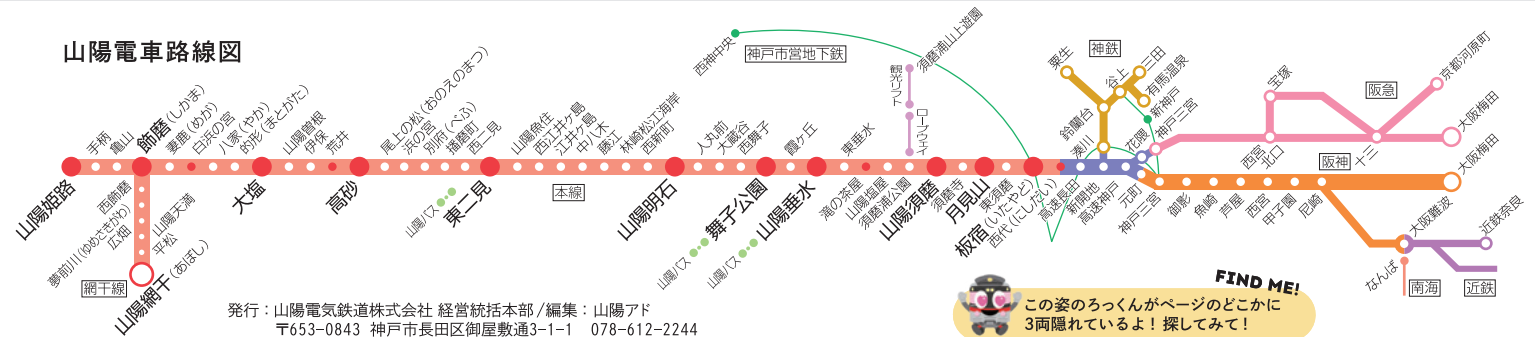 山陽電車路線図
山陽姫路
手柄
亀山
飾磨(しかま)
妻鹿(めが)
白浜の宮
八家(やか)
的形(まとがた)
大塩
山陽曽根
伊保
荒井
高砂
尾上の松(おのえのまつ)
浜の宮
別府(べふ)
播磨町
西二見
東二見
山陽バス
山陽魚住
西江井ヶ島
江井ヶ島
中八木
藤江
林崎松江海岸
西新町
本線
山陽明石
人丸前
大蔵谷
西舞子
舞子公園
山陽バス
霞ヶ丘
山陽垂水
山陽バス
東垂水
滝の茶屋
山陽塩屋
須磨浦公園
山陽須磨
須磨寺
月見山
東須磨
板宿(いたやど)
西代(にしだい)
西飾磨
夢前川(ゆめさきがわ)
広畑
山陽天満
平松
山陽網干(あぼし)
網干線
西神中央
神戸市営地下鉄
観光リフト
須磨浦山上遊園
ロープウェイ
高速長田
新開地
高速神戸
元町
神戸三宮
湊川
鈴蘭台
粟生
神鉄
谷上
三田
有馬温泉
新神戸
花隈
神戸三宮
西宮北口
宝塚
阪急
十三
京都河原町
大阪梅田
阪神
大阪梅田
御影
魚崎
芦屋
西宮
甲子園
尼崎
大阪難波
近鉄奈良
なんば
南海
近鉄
発行:山陽電気鉄道株式会社 経営統括本部/編集:山陽アド
〒653-0843 神戸市長田区御屋敷通3-1-1 078-612-2244
FIND ME!
この姿のろっくんがページのどこかに
3両隠れているよ!探してみて!